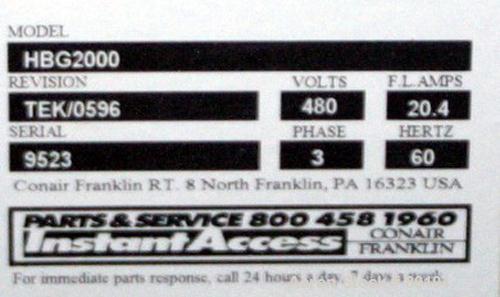 MODEL
HBG2000
REVISION VOLTS F.L.AMPS
TEK/0596 480 20.4
SERIAL PHASE HERTZ
9523 3 60
Conair Franklin RT. 8 North Franklin, PA 16323 USA
PARTS & SERVICE 800 458 1960
Instant Access CONAIR
FRANKLIN
For immediate parts response, call 24 hours a day, 7 days a week.